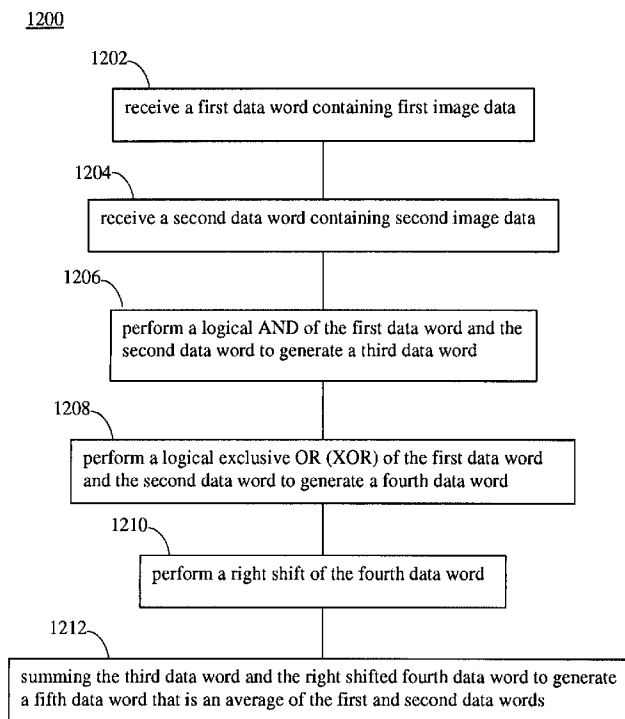 1200
1202
receive a first data word containing first image data
1204
receive a second data word containing second image data
1206
perform a logical AND of the first data word and the
second data word to generate a third data word
1208
perform a logical exclusive OR (XOR) of the first data word
and the second data word to generate a fourth data word
1210
perform a right shift of the fourth data word
1212
summing the third data word and the right shifted fourth data word to generate
a fifth data word that is an average of the first and second data words